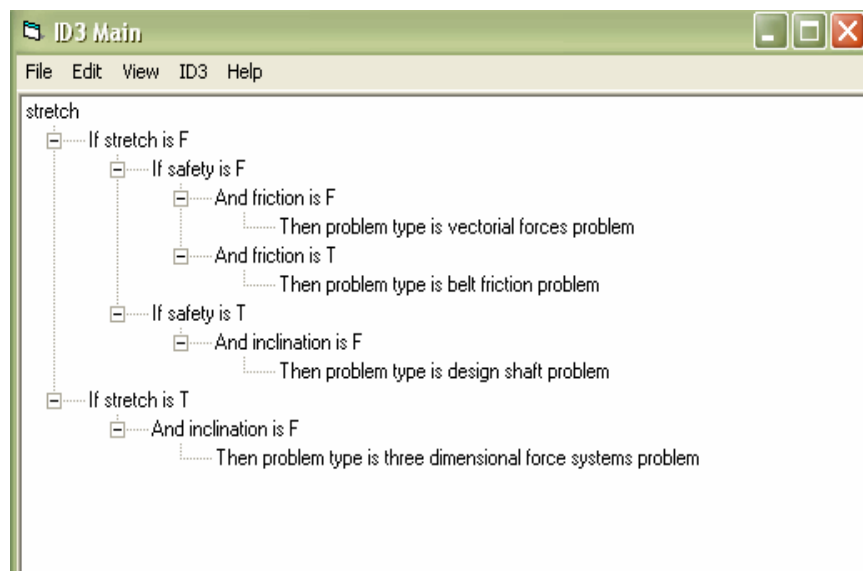 ID3 Main
File Edit View ID3 Help
stretch
If stretch is F
If safety is F
And friction is F
Then problem type is vectorial forces problem
And friction is T
Then problem type is belt friction problem
If safety is T
And inclination is F
Then problem type is design shaft problem
If stretch is T
And inclination is F
Then problem type is three dimensional force systems problem